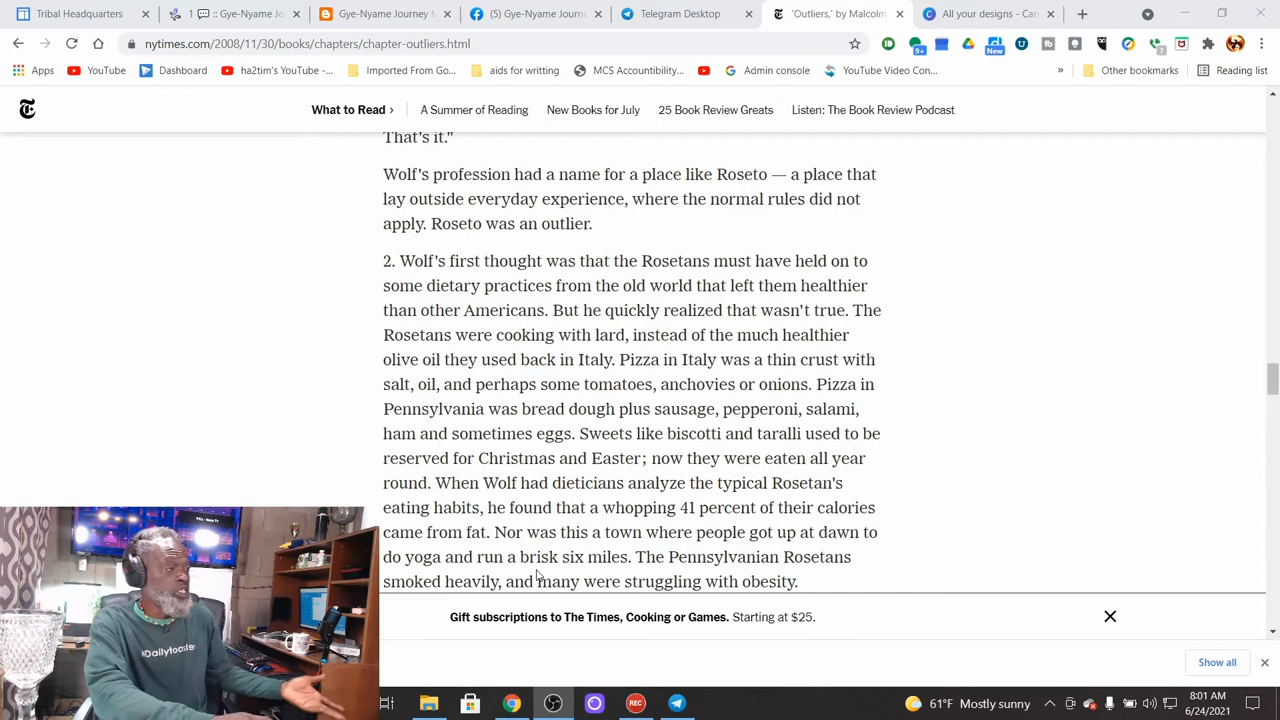 Tribal Headquarters
1 :: Gye-Nyame Jo
Gye-Nyame Journey N
(5) Gye-Nyame Journ
Telegram Desktop
'Outliers,' by Malcolm
All your designs - Can
nytimes.com/2008/11/30/books/chapters/chapter-outliers.html
9+
New
1
Apps
YouTube
Dashboard
ha2tim's YouTube -...
Imported From Go...
aids for writting
MCS Accountibility...
Admin console
YouTube Video Con...
»
Other bookmarks
Reading list
What to Read ›
A Summer of Reading
New Books for July
25 Book Review Greats
Listen: The Book Review Podcast
That's it."
Wolf's profession had a name for a place like Roseto — a place that
lay outside everyday experience, where the normal rules did not
apply. Roseto was an outlier.
2. Wolf's first thought was that the Rosetans must have held on to
some dietary practices from the old world that left them healthier
than other Americans. But he quickly realized that wasn't true. The
Rosetans were cooking with lard, instead of the much healthier
olive oil they used back in Italy. Pizza in Italy was a thin crust with
salt, oil, and perhaps some tomatoes, anchovies or onions. Pizza in
Pennsylvania was bread dough plus sausage, pepperoni, salami,
ham and sometimes eggs. Sweets like biscotti and taralli used to be
reserved for Christmas and Easter; now they were eaten all year
round. When Wolf had dieticians analyze the typical Rosetan's
eating habits, he found that a whopping 41 percent of their calories
came from fat. Nor was this a town where people got up at dawn to
do yoga and run a brisk six miles. The Pennsylvanian Rosetans
smoked heavily, and many were struggling with obesity.
Gift subscriptions to The Times, Cooking or Games. Starting at $25.
Show all
#Dailytoaster
REC
61°F Mostly sunny
8:01 AM
6/24/2021